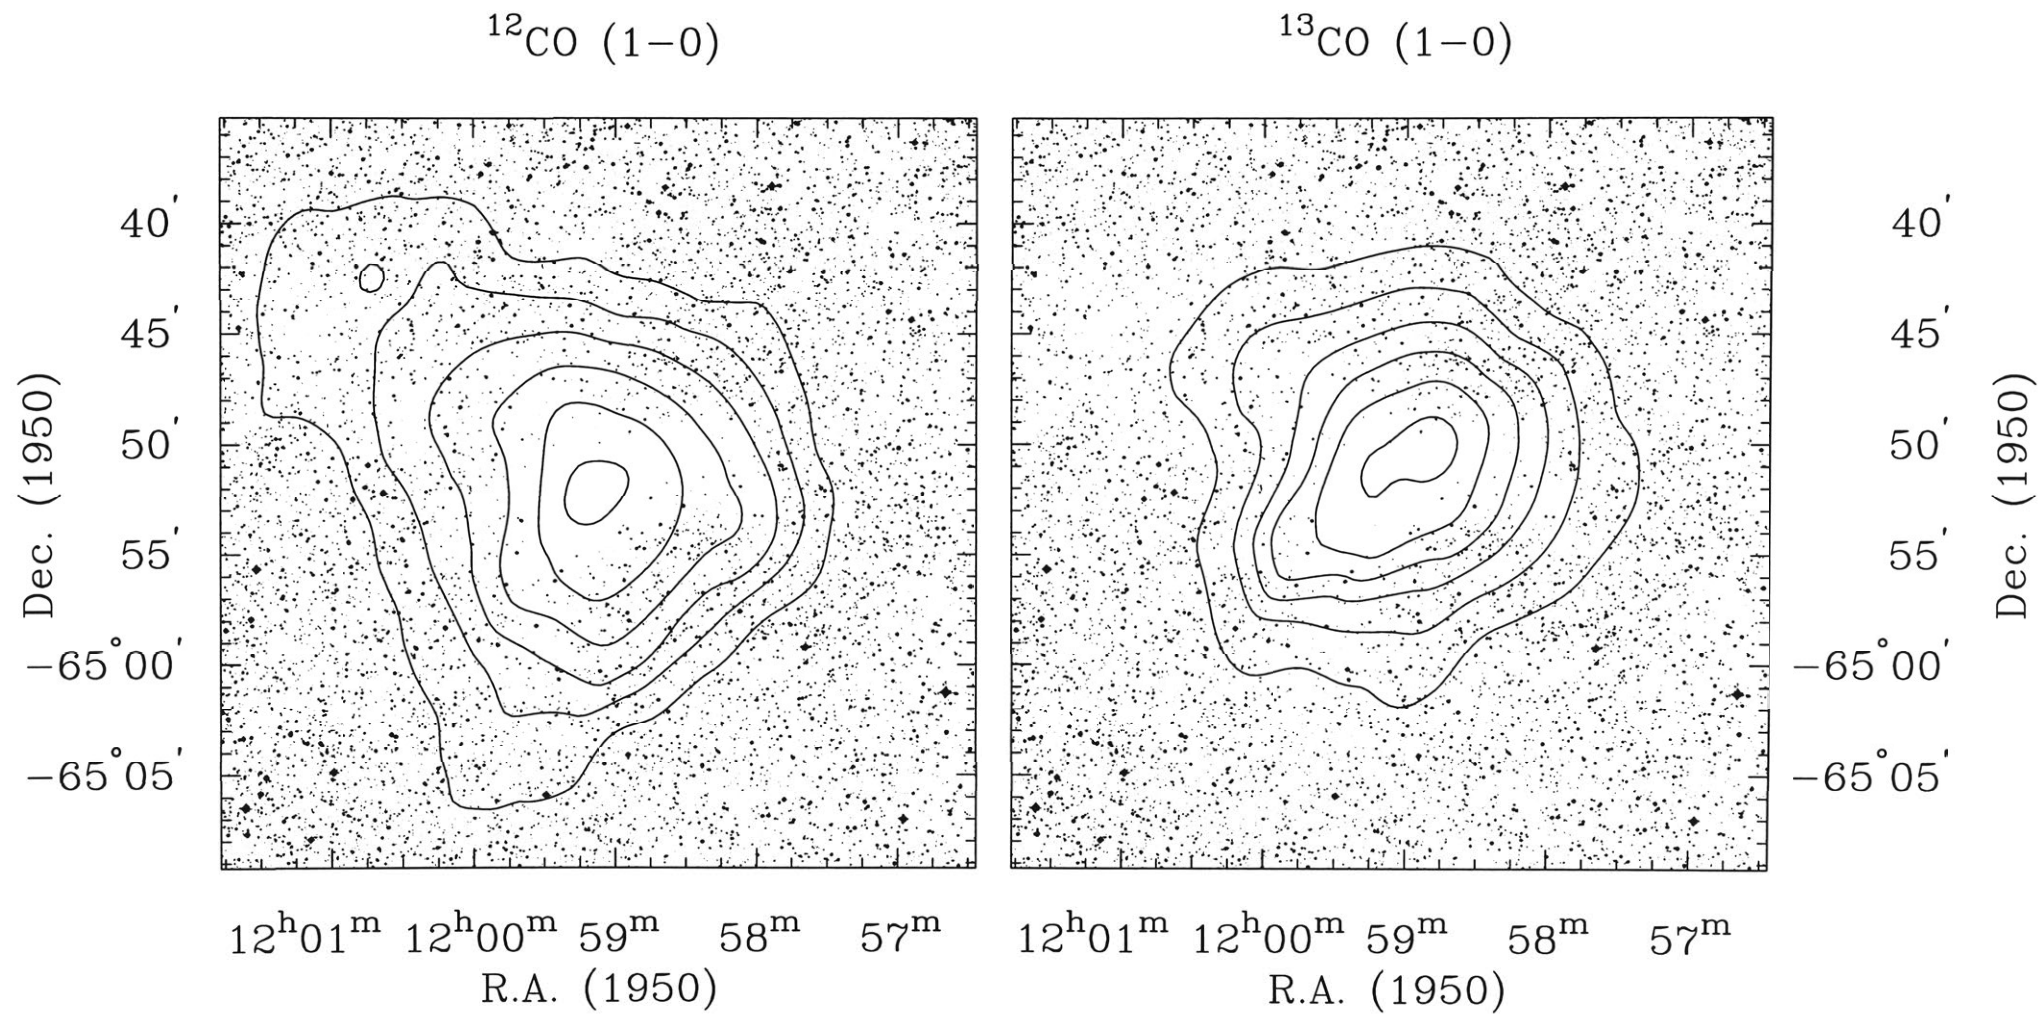 ¹²CO (1−0)
¹³CO (1−0)
Dec. (1950)
40′
45′
50′
55′
−65°00′
−65°05′
40′
45′
50′
55′
−65°00′
−65°05′
Dec. (1950)
12ʰ01ᵐ 12ʰ00ᵐ 59ᵐ 58ᵐ 57ᵐ
12ʰ01ᵐ 12ʰ00ᵐ 59ᵐ 58ᵐ 57ᵐ
R.A. (1950)
R.A. (1950)